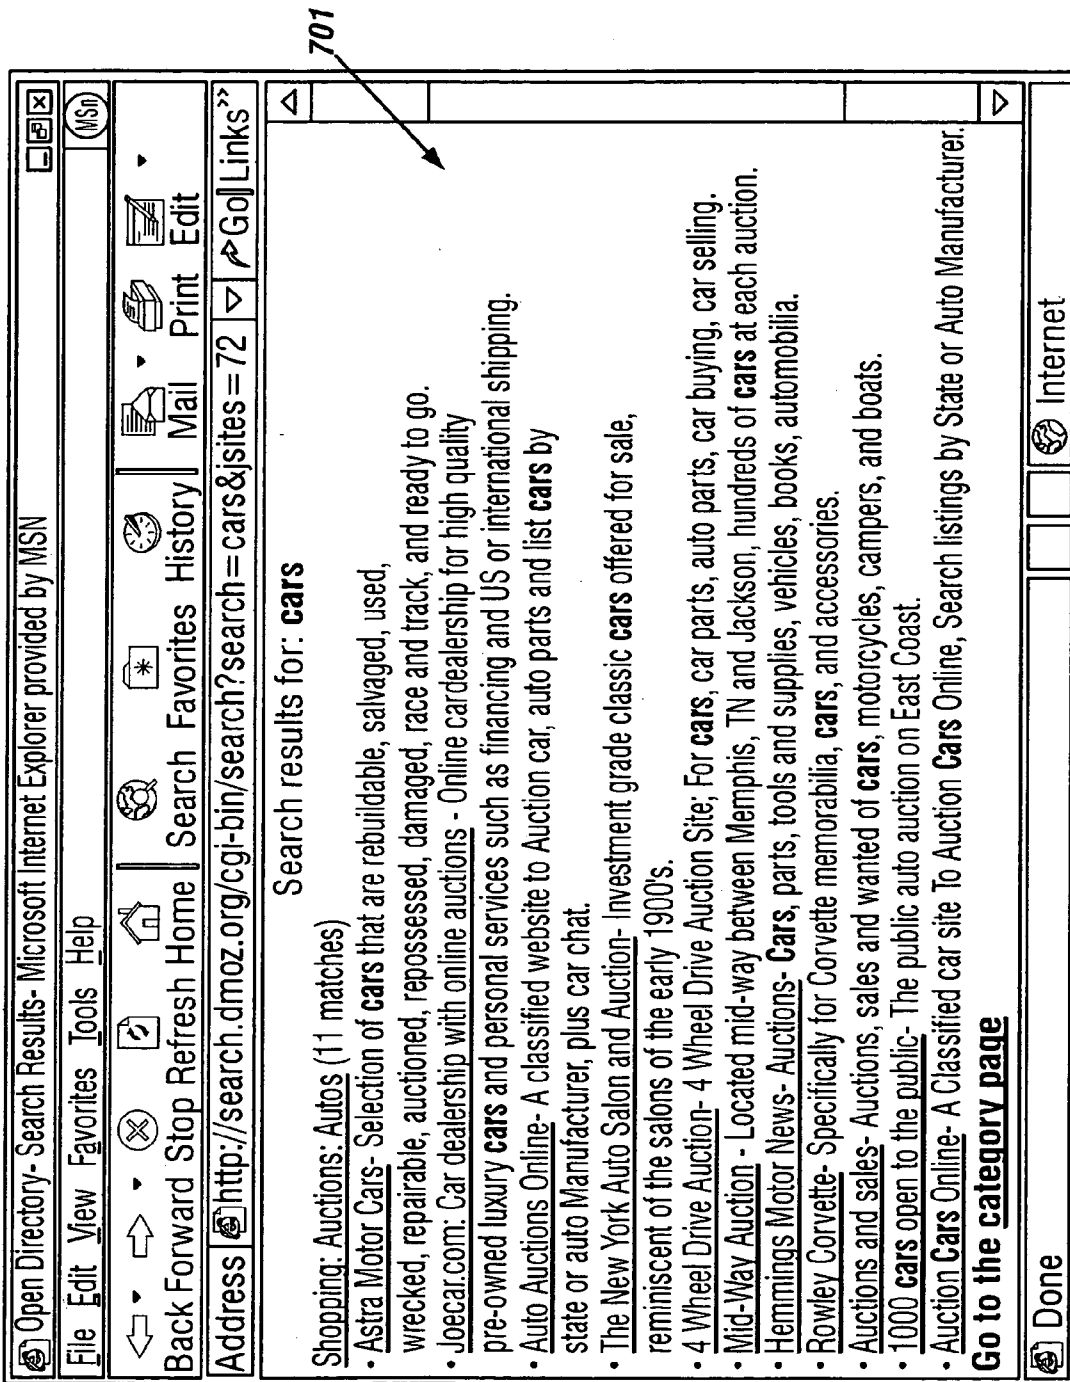 Open Directory- Search Results- Microsoft Internet Explorer provided by MSN
File Edit View Favorites Tools Help
MSn
Back Forward Stop Refresh Home Search Favorites History Mail Print Edit
Address http://search.dmoz.org/cgi-bin/search?search=cars&jsites=72 Go Links”
701
Search results for: cars
Shopping: Auctions: Autos (11 matches)
• Astra Motor Cars- Selection of cars that are rebuidable, salvaged, used,
wrecked, repairable, auctioned, repossessed, damaged, race and track, and ready to go.
• Joecar.com: Car dealership with online auctions - Online cardealership for high quality
pre-owned luxury cars and personal services such as financing and US or international shipping.
• Auto Auctions Online- A classified website to Auction car, auto parts and list cars by
state or auto Manufacturer, plus car chat.
• The New York Auto Salon and Auction- Investment grade classic cars offered for sale,
reminiscent of the salons of the early 1900's.
• 4 Wheel Drive Auction- 4 Wheel Drive Auction Site; For cars, car parts, auto parts, car buying, car selling.
• Mid-Way Auction - Located mid-way between Memphis, TN and Jackson, hundreds of cars at each auction.
• Hemmings Motor News- Auctions- Cars, parts, tools and supplies, vehicles, books, automobilia.
• Rowley Corvette- Specifically for Corvette memorabilia, cars, and accessories.
• Auctions and sales- Auctions, sales and wanted of cars, motorcycles, campers, and boats.
• 1000 cars open to the public- The public auto auction on East Coast.
• Auction Cars Online- A Classified car site To Auction Cars Online, Search listings by State or Auto Manufacturer.
Go to the category page
Done Internet